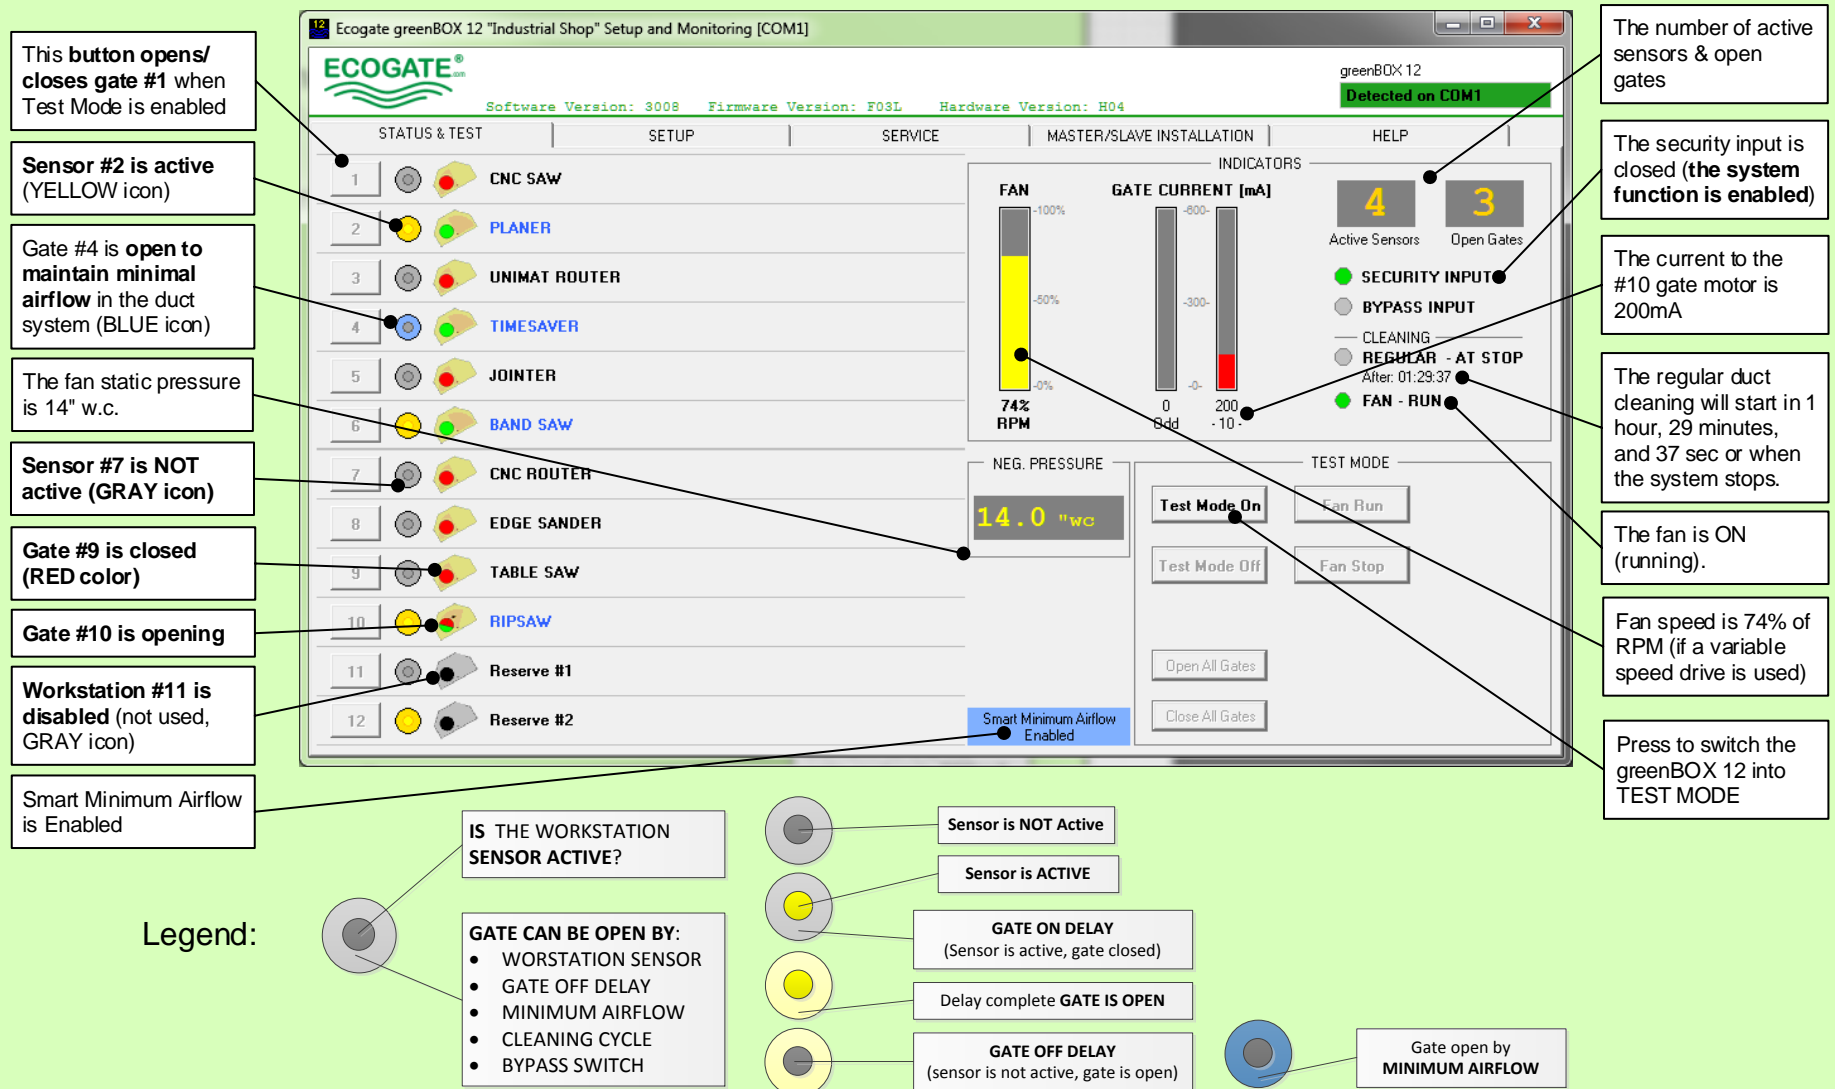 This button opens/
closes gate #1 when
Test Mode is enabled
Sensor #2 is active
(YELLOW icon)
Gate #4 is open to
maintain minimal
airflow in the duct
system (BLUE icon)
The fan static pressure
is 14" w.c.
Sensor #7 is NOT
active (GRAY icon)
Gate #9 is closed
(RED color)
Gate #10 is opening
Workstation #11 is
disabled (not used,
GRAY icon)
Smart Minimum Airflow
is Enabled
12 Ecogate greenBOX 12 "Industrial Shop" Setup and Monitoring [COM1]
ECOGATE®
.com
Software Version: 3008 Firmware Version: F03L Hardware Version: H04
greenBOX 12
Detected on COM1
STATUS & TEST SETUP SERVICE MASTER/SLAVE INSTALLATION HELP
1 CNC SAW
2 PLANER
3 UNIMAT ROUTER
4 TIMESAVER
5 JOINTER
6 BAND SAW
7 CNC ROUTER
8 EDGE SANDER
9 TABLE SAW
10 RIPSAW
11 Reserve #1
12 Reserve #2
INDICATORS
FAN
-100%
-50%
-0%
74%
RPM
GATE CURRENT [mA]
-600-
-300-
-0-
0 200
Odd - 10 -
4 3
Active Sensors Open Gates
SECURITY INPUT
BYPASS INPUT
CLEANING
REGULAR - AT STOP
After: 01:29:37
FAN - RUN
NEG. PRESSURE
14.0 "wc
TEST MODE
Test Mode On Fan Run
Test Mode Off Fan Stop
Open All Gates
Close All Gates
Smart Minimum Airflow
Enabled
The number of active
sensors & open
gates
The security input is
closed (the system
function is enabled)
The current to the
#10 gate motor is
200mA
The regular duct
cleaning will start in 1
hour, 29 minutes,
and 37 sec or when
the system stops.
The fan is ON
(running).
Fan speed is 74% of
RPM (if a variable
speed drive is used)
Press to switch the
greenBOX 12 into
TEST MODE
Legend:
IS THE WORKSTATION
SENSOR ACTIVE?
GATE CAN BE OPEN BY:
• WORSTATION SENSOR
• GATE OFF DELAY
• MINIMUM AIRFLOW
• CLEANING CYCLE
• BYPASS SWITCH
Sensor is NOT Active
Sensor is ACTIVE
GATE ON DELAY
(Sensor is active, gate closed)
Delay complete GATE IS OPEN
GATE OFF DELAY
(sensor is not active, gate is open)
Gate open by
MINIMUM AIRFLOW